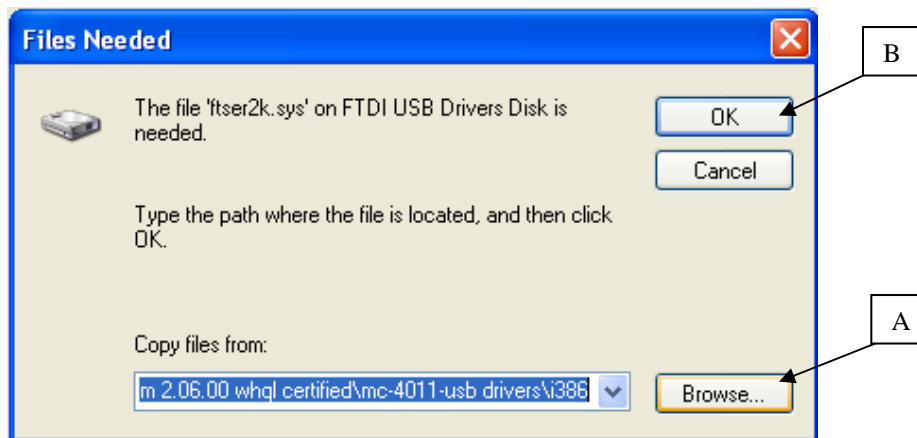 Files Needed
B
The file 'ftser2k.sys' on FTDI USB Drivers Disk is
needed.
OK
Cancel
Type the path where the file is located, and then click
OK.
A
Copy files from:
m 2.06.00 whql certified\mc-4011-usb drivers\i386
Browse...